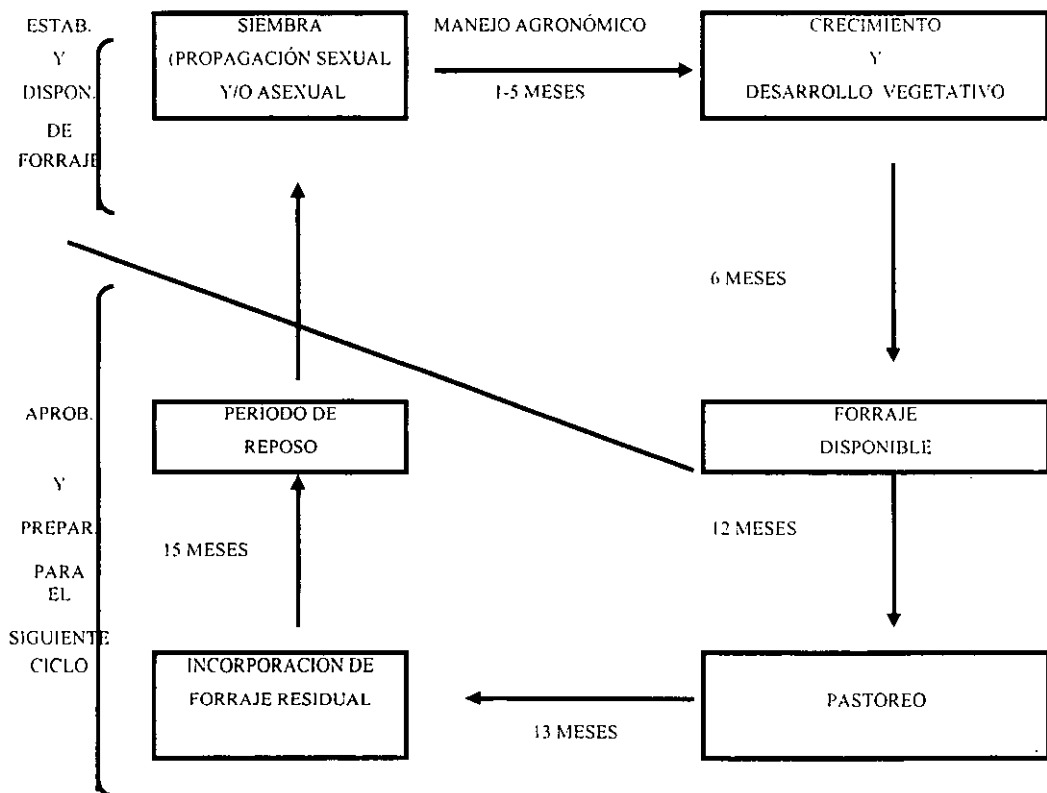 ESTAB.
Y
DISPON.
DE
FORRAJE
SIEMBRA
(PROPAGACIÓN SEXUAL
Y/O ASEXUAL
MANEJO AGRONÓMICO
1-5 MESES
CRECIMIENTO
Y
DESARROLLO VEGETATIVO
6 MESES
APROB.
Y
PREPAR.
PARA
EL
SIGUIENTE
CICLO
PERIODO DE
REPOSO
FORRAJE
DISPONIBLE
15 MESES
12 MESES
INCORPORACION DE
FORRAJE RESIDUAL
13 MESES
PASTOREO